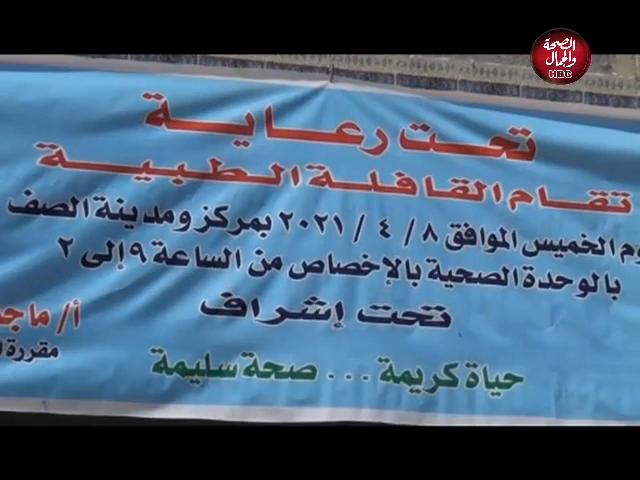 الصحة
والجمال
HBC
تحت رعاية
تقام القافلة الطبية
وم الخميس الموافق ٨ / ٤ / ٢٠٢١ بمركز ومدينة الصف
بالوحدة الصحية بالإخصاص من الساعة ٩ إلى ٢
تحت إشراف
أ/ ماجد
مقررة
حياة كريمة ... صحة سليمة